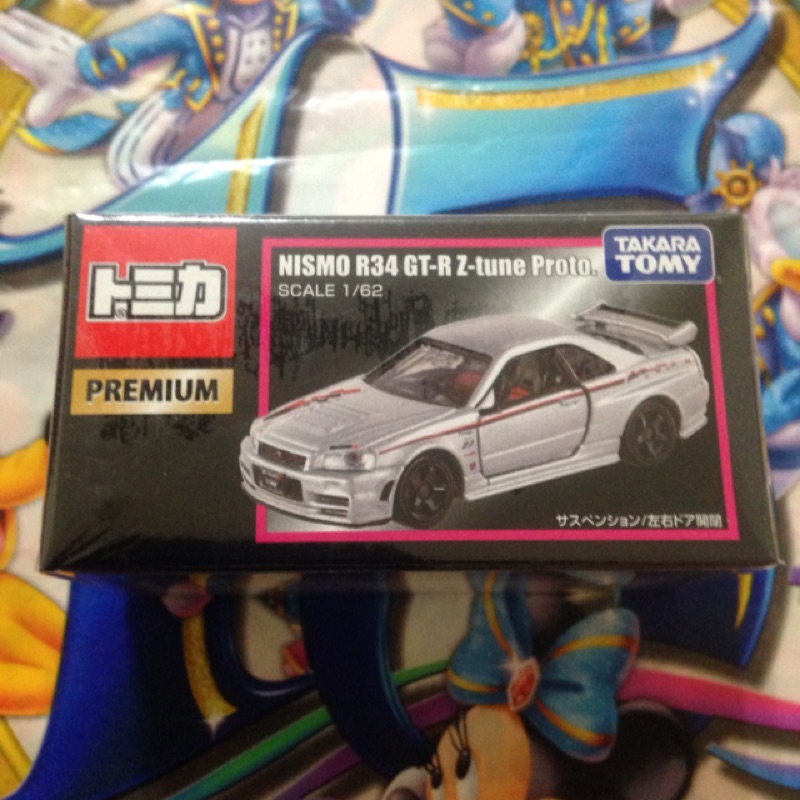 トミカ
PREMIUM
NISMO R34 GT-R Z-tune Proto.
SCALE 1/62
TAKARA
TOMY
サスペンション/左右ドア開閉